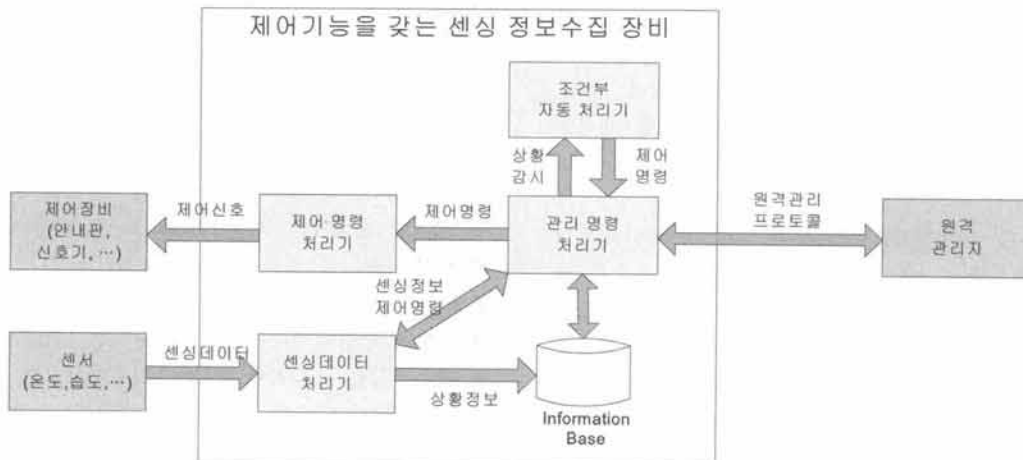 제어기능을 갖는 센싱 정보수집 장비
조건부
자동 처리기
상황
감시
제어
명령
제어장비
(안내판,
신호기, …)
제어신호
제어·명령
처리기
제어명령
관리 명령
처리기
원격관리
프로토콜
원격
관리자
센싱정보
제어명령
센서
(온도,습도,…)
센싱데이터
센싱데이터
처리기
상황정보
Information
Base